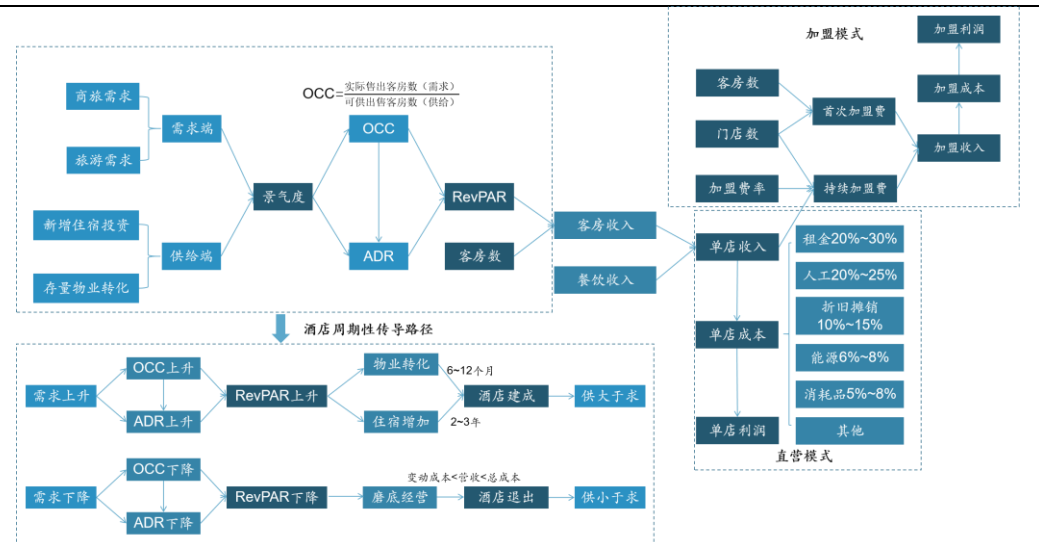 OCC=实际售出客房数（需求）
可供出售客房数（供给）
商旅需求
旅游需求
需求端
新增住宿投资
存量物业转化
供给端
景气度
OCC
ADR
RevPAR
客房数
客房收入
餐饮收入
加盟模式
客房数
门店数
加盟费率
首次加盟费
持续加盟费
加盟收入
加盟成本
加盟利润
单店收入
单店成本
单店利润
租金20%~30%
人工20%~25%
折旧摊销
10%~15%
能源6%~8%
消耗品5%~8%
其他
直营模式
酒店周期性传导路径
需求上升
OCC上升
ADR上升
RevPAR上升
物业转化
6~12个月
住宿增加
2~3年
酒店建成
供大于求
需求下降
OCC下降
ADR下降
RevPAR下降
变动成本<营收<总成本
磨底经营
酒店退出
供小于求